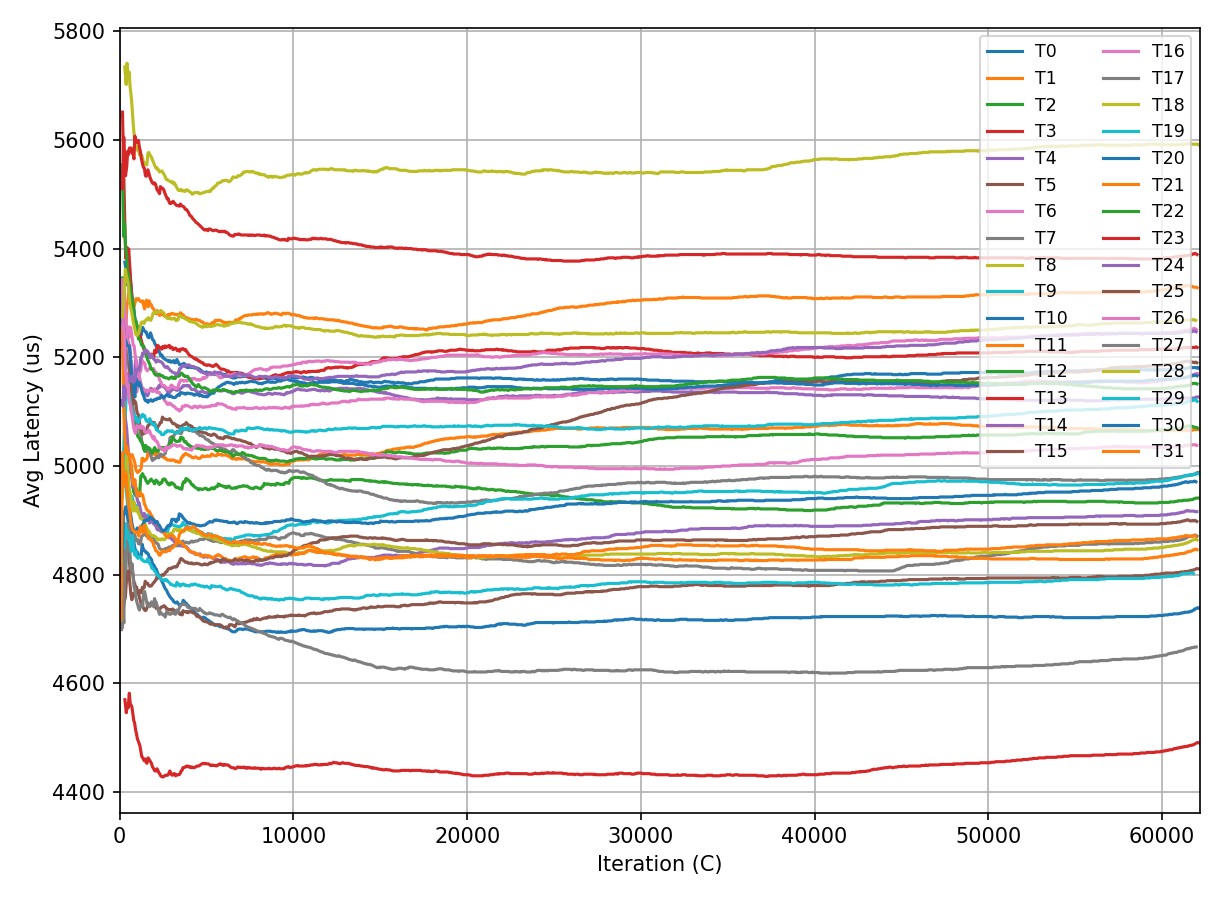 5800
5600
5400
5200
5000
4800
4600
4400
Avg Latency (us)
0 10000 20000 30000 40000 50000 60000
Iteration (C)
T0 T16
T1 T17
T2 T18
T3 T19
T4 T20
T5 T21
T6 T22
T7 T23
T8 T24
T9 T25
T10 T26
T11 T27
T12 T28
T13 T29
T14 T30
T15 T31